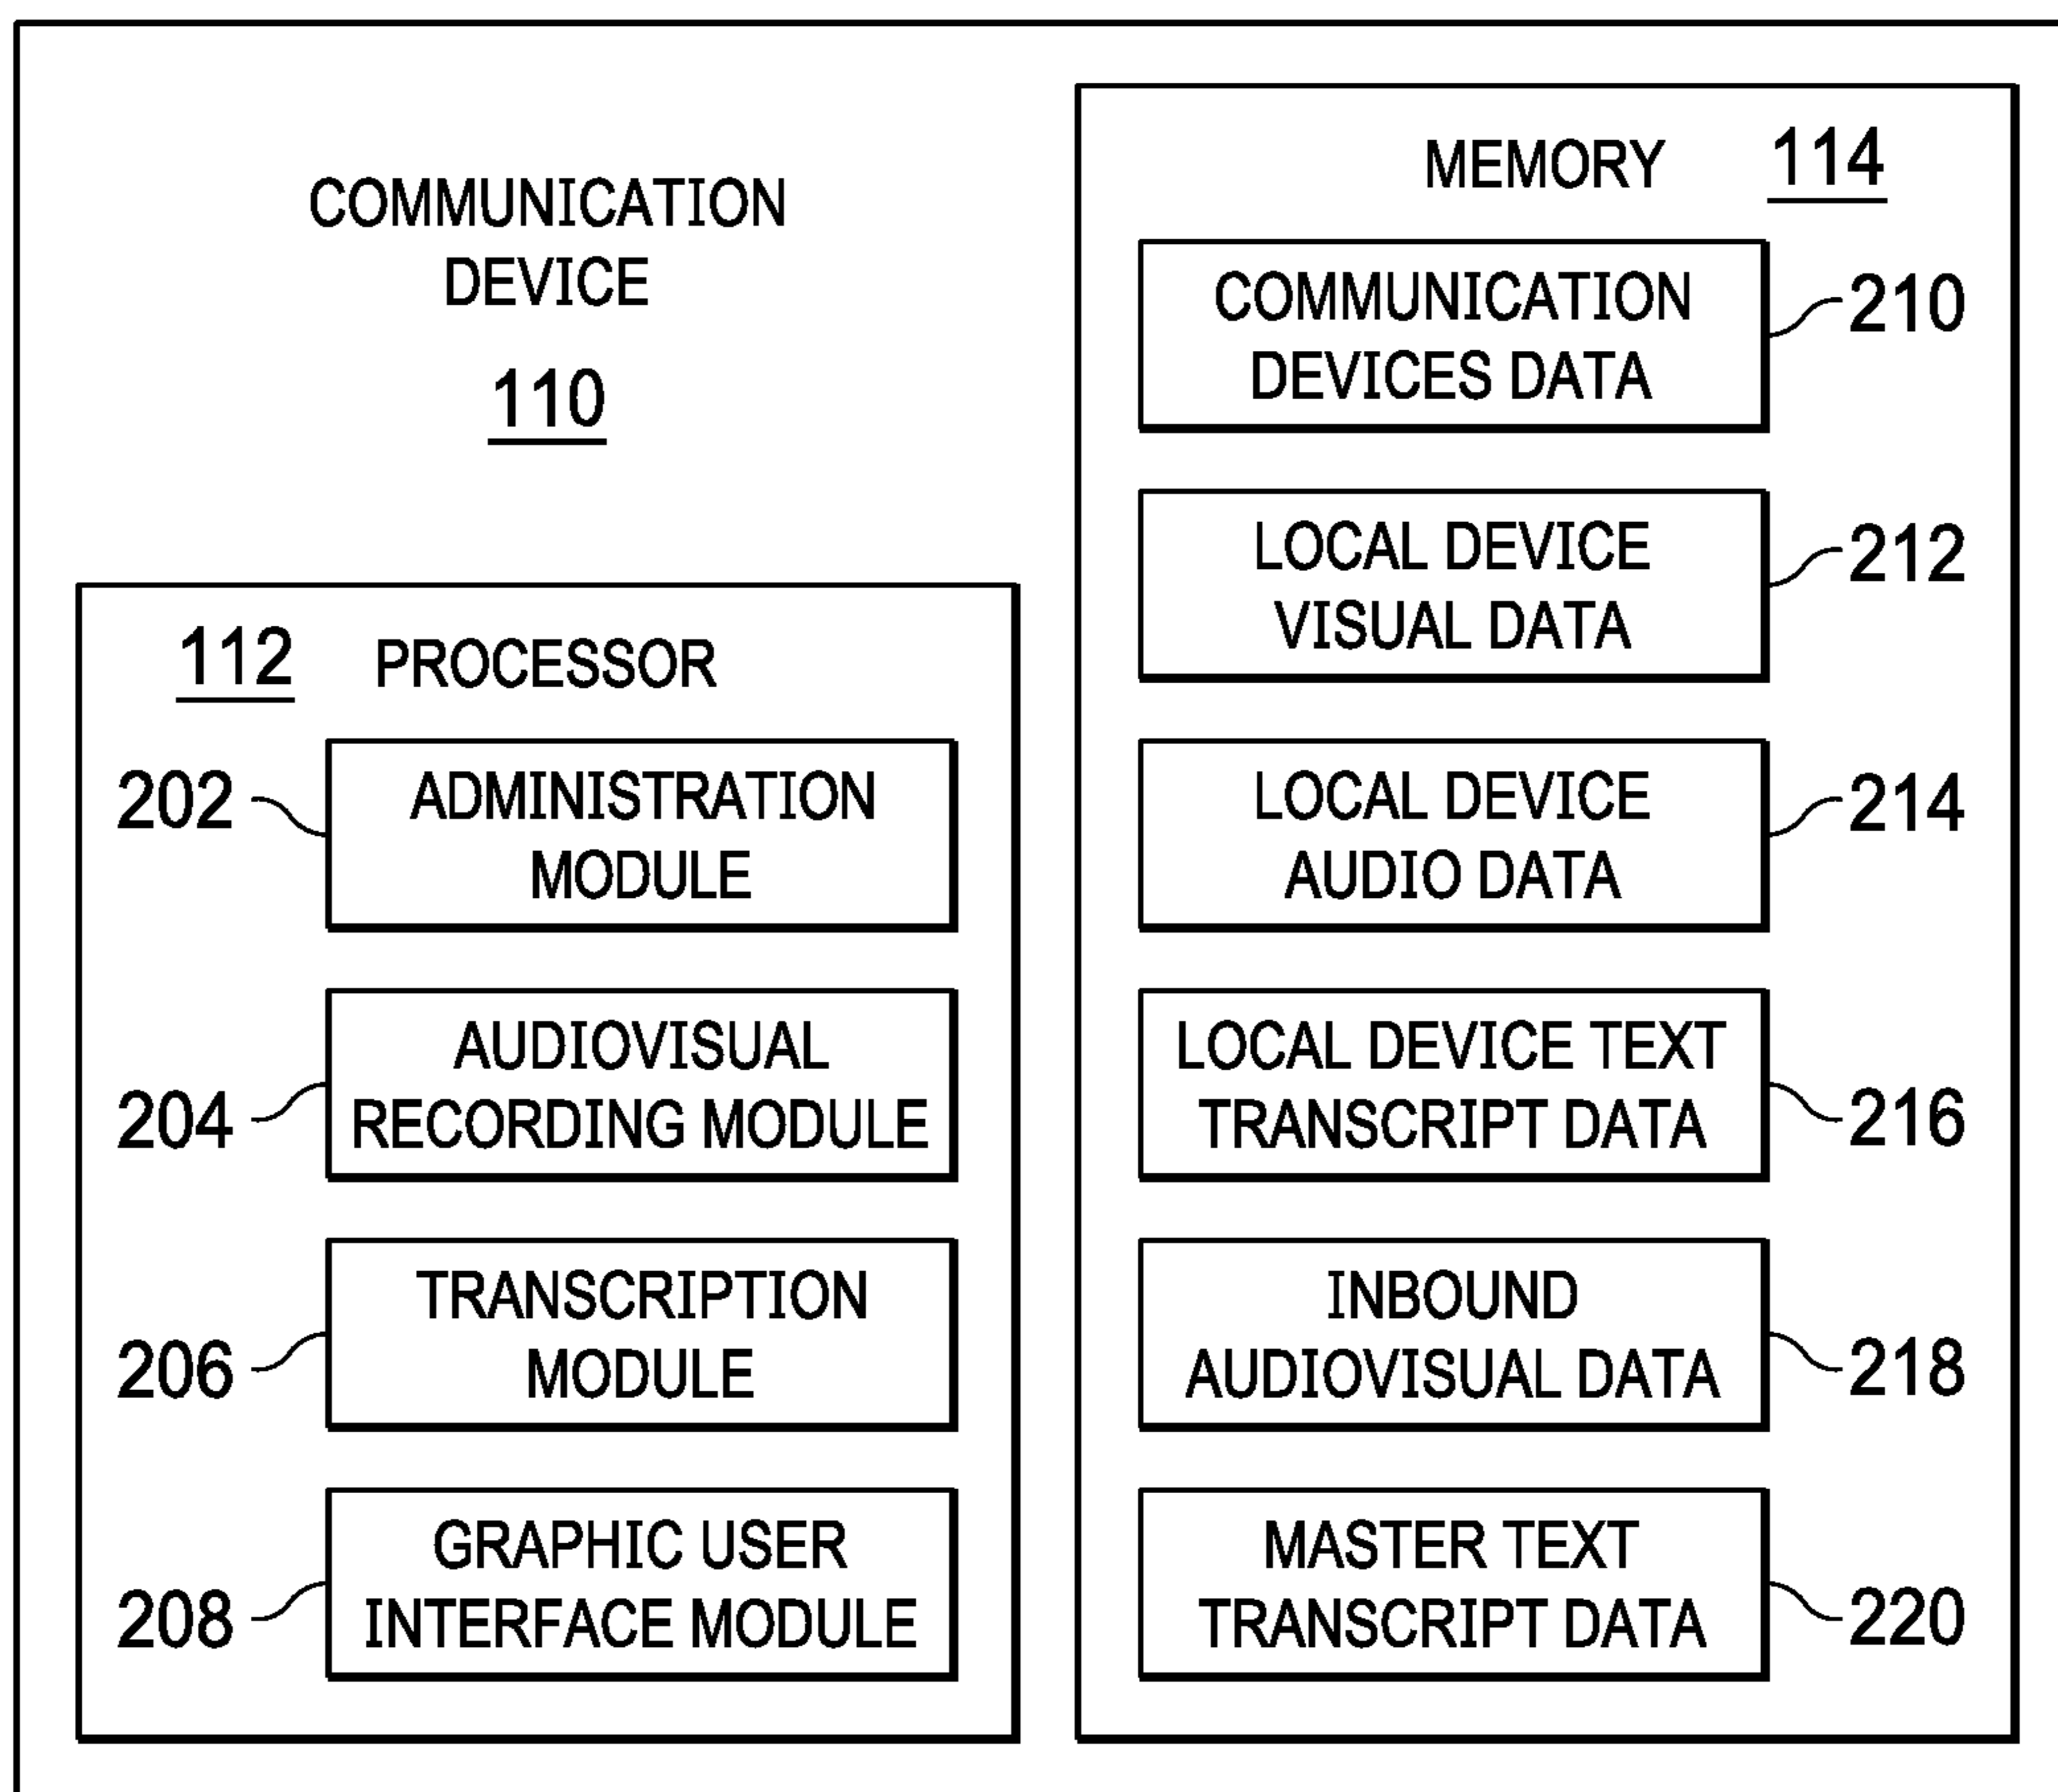 COMMUNICATION
DEVICE
110
112 PROCESSOR
202
ADMINISTRATION
MODULE
204
AUDIOVISUAL
RECORDING MODULE
206
TRANSCRIPTION
MODULE
208
GRAPHIC USER
INTERFACE MODULE
MEMORY 114
COMMUNICATION
DEVICES DATA
210
LOCAL DEVICE
VISUAL DATA
212
LOCAL DEVICE
AUDIO DATA
214
LOCAL DEVICE TEXT
TRANSCRIPT DATA
216
INBOUND
AUDIOVISUAL DATA
218
MASTER TEXT
TRANSCRIPT DATA
220